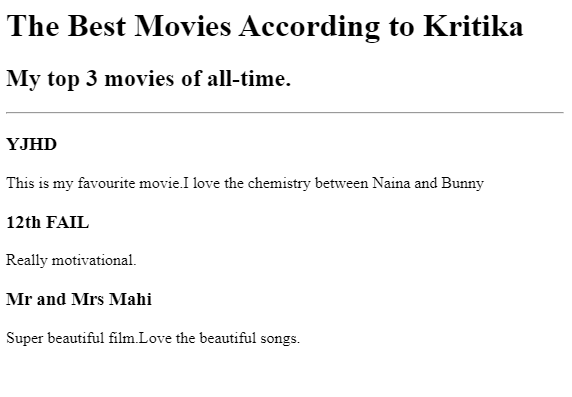 The Best Movies According to Kritika
My top 3 movies of all-time.
YJHD
This is my favourite movie.I love the chemistry between Naina and Bunny
12th FAIL
Really motivational.
Mr and Mrs Mahi
Super beautiful film.Love the beautiful songs.